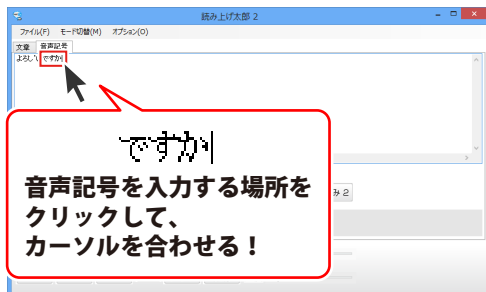 読み上げ太郎 2
ファイル(F) モード切替(M) オプション(O)
文章 音声記号
よろしいですか
ですか
み 2
音声記号を入力する場所を
クリックして、
カーソルを合わせる！